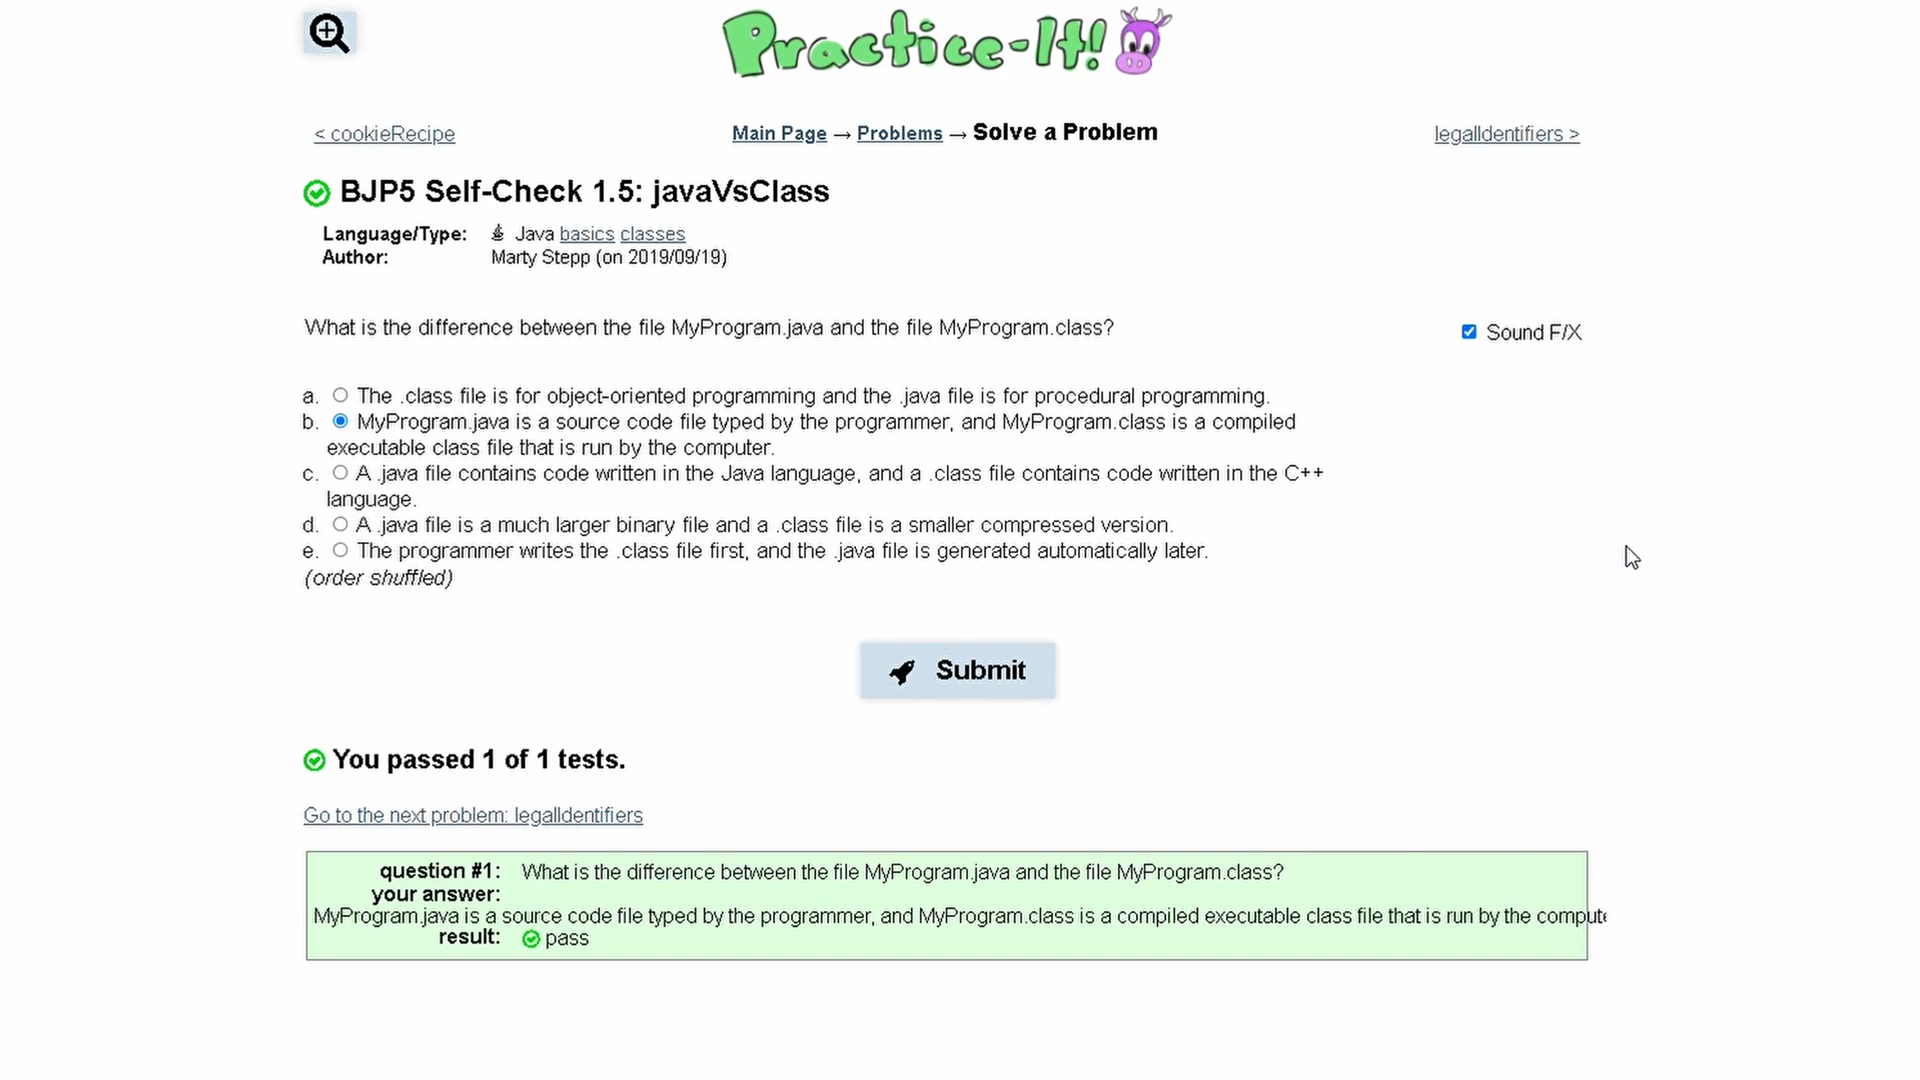 Practice-It!
< cookieRecipe
Main Page → Problems → Solve a Problem
legalIdentifiers >
BJP5 Self-Check 1.5: javaVsClass
Language/Type: Java basics classes
Author: Marty Stepp (on 2019/09/19)
What is the difference between the file MyProgram.java and the file MyProgram.class?
Sound F/X
a. The .class file is for object-oriented programming and the .java file is for procedural programming.
b. MyProgram.java is a source code file typed by the programmer, and MyProgram.class is a compiled
executable class file that is run by the computer.
c. A .java file contains code written in the Java language, and a .class file contains code written in the C++
language.
d. A .java file is a much larger binary file and a .class file is a smaller compressed version.
e. The programmer writes the .class file first, and the .java file is generated automatically later.
(order shuffled)
Submit
You passed 1 of 1 tests.
Go to the next problem: legalIdentifiers
question #1: What is the difference between the file MyProgram.java and the file MyProgram.class?
your answer:
MyProgram.java is a source code file typed by the programmer, and MyProgram.class is a compiled executable class file that is run by the compute
result: pass